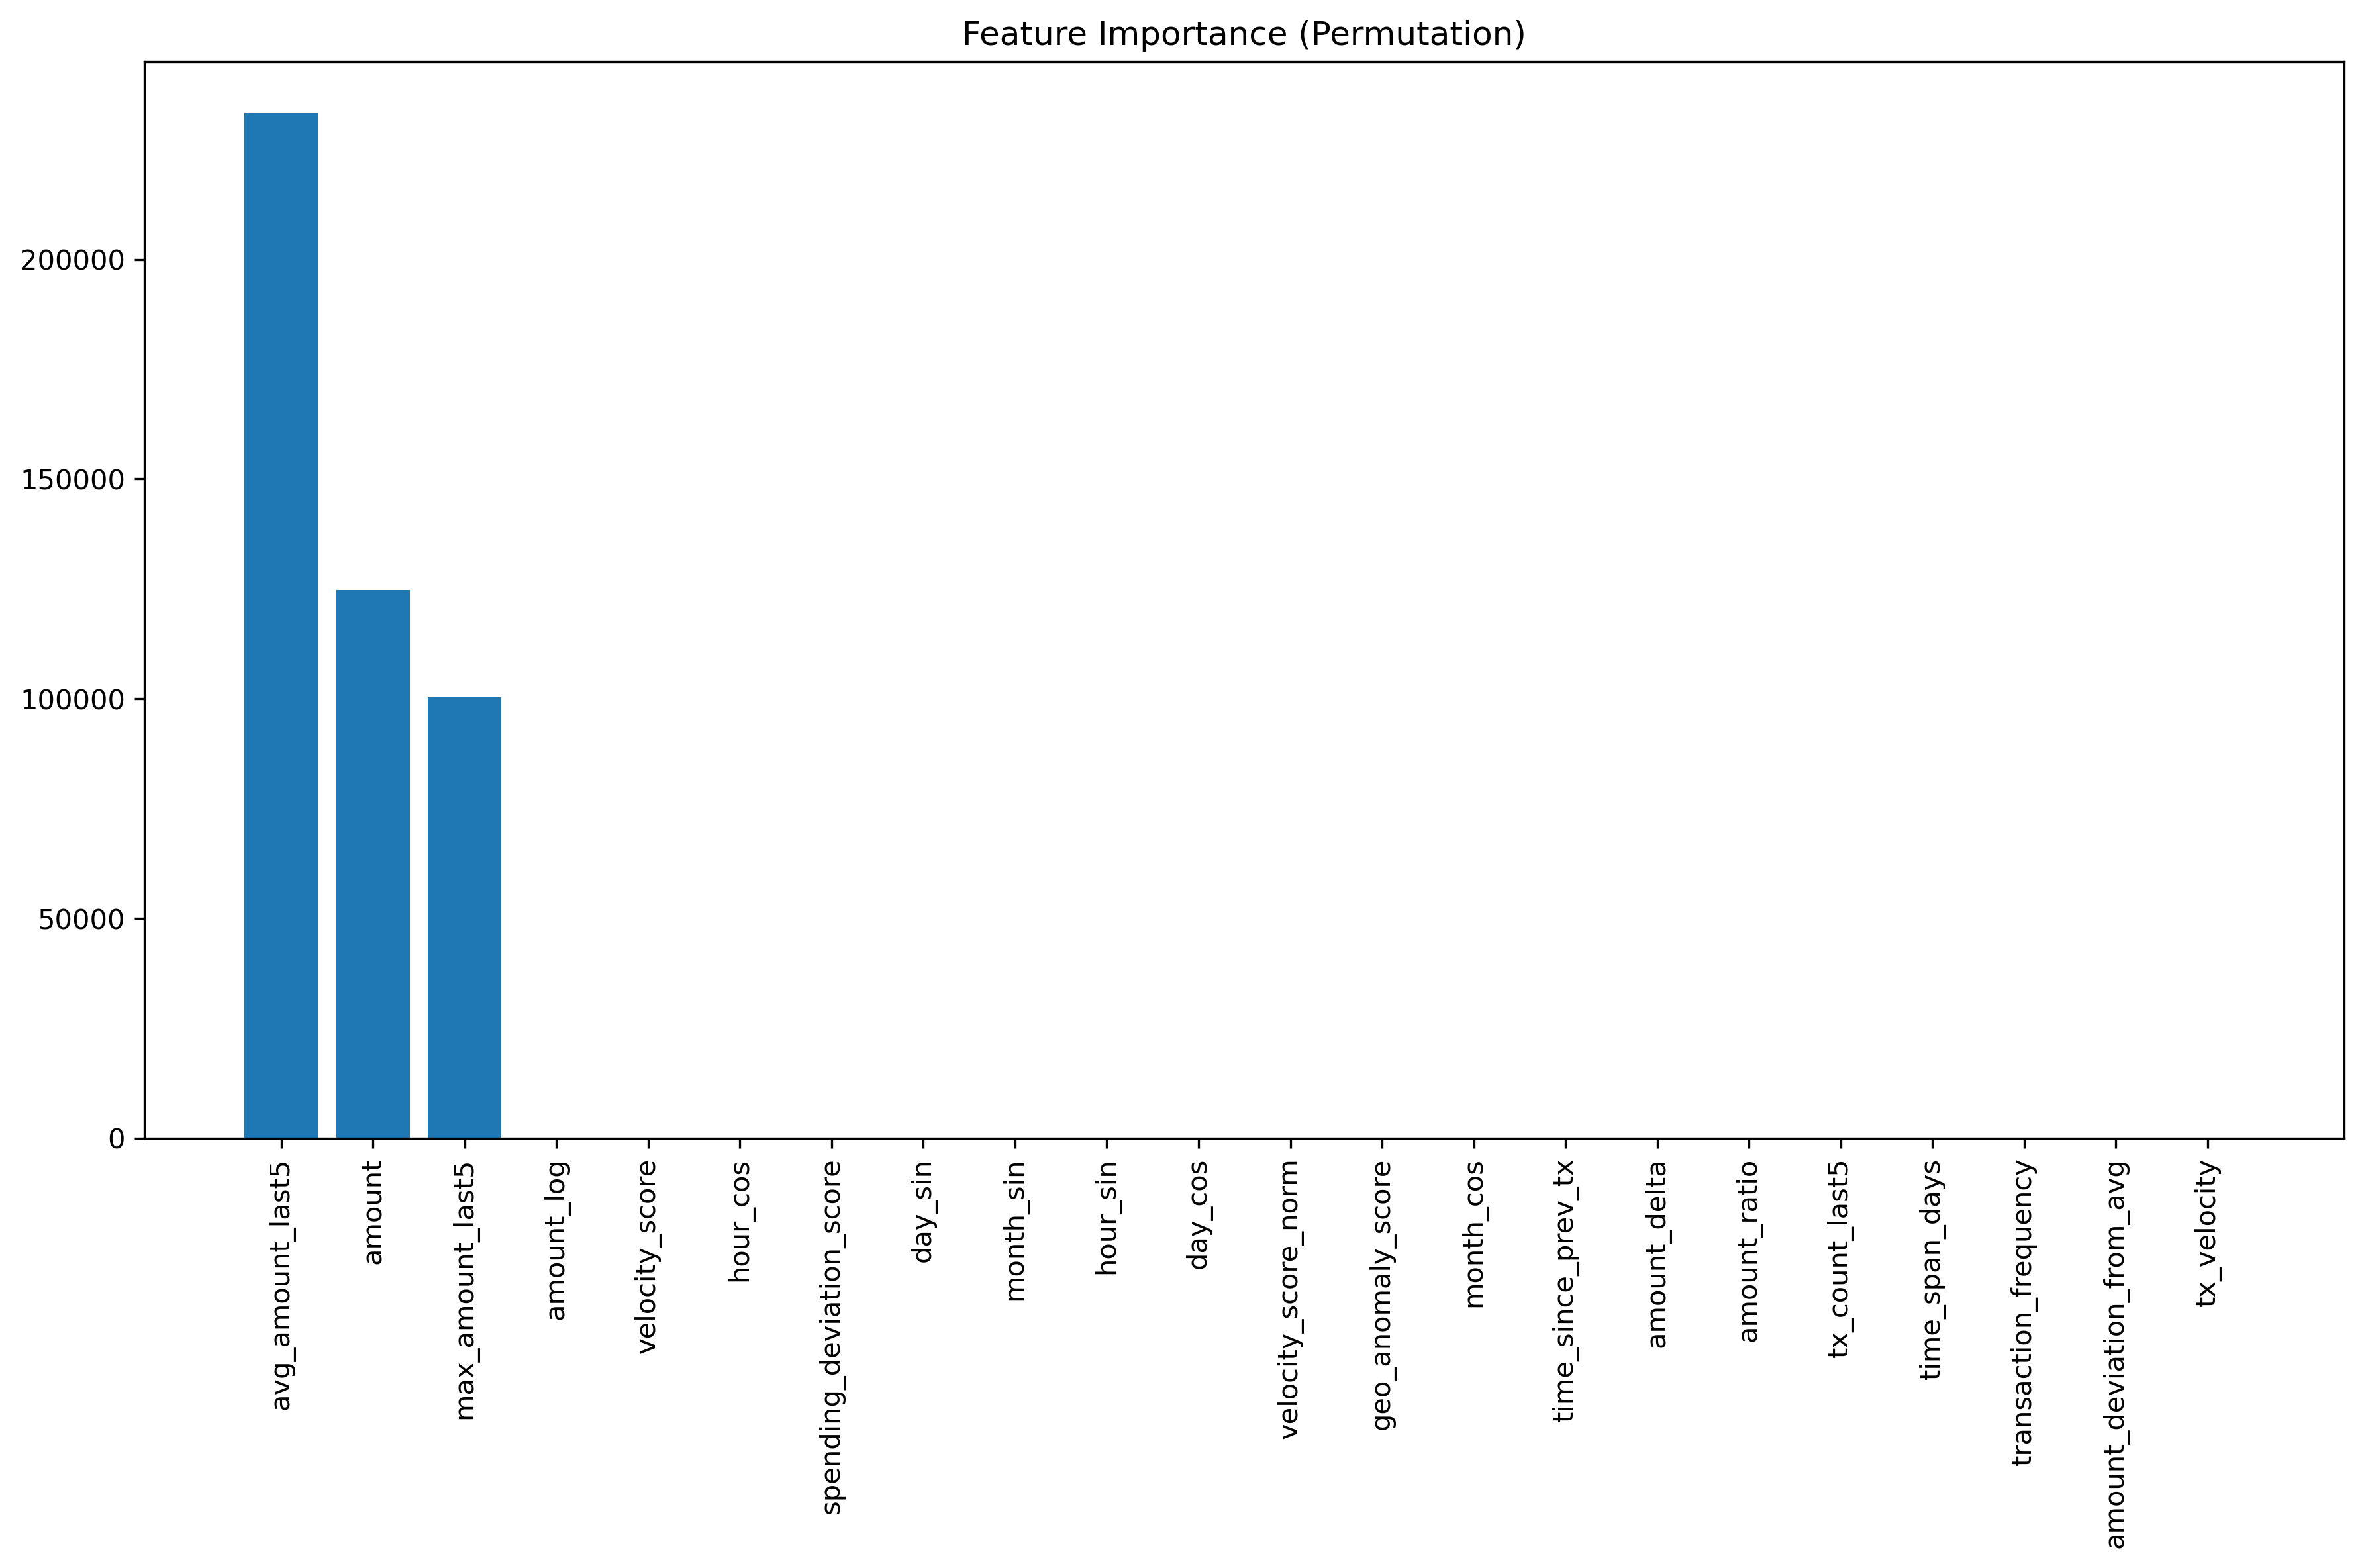 Feature Importance (Permutation)
200000
150000
100000
50000
0
avg_amount_last5
amount
max_amount_last5
amount_log
velocity_score
hour_cos
spending_deviation_score
day_sin
month_sin
hour_sin
day_cos
velocity_score_norm
geo_anomaly_score
month_cos
time_since_prev_tx
amount_delta
amount_ratio
tx_count_last5
time_span_days
transaction_frequency
amount_deviation_from_avg
tx_velocity